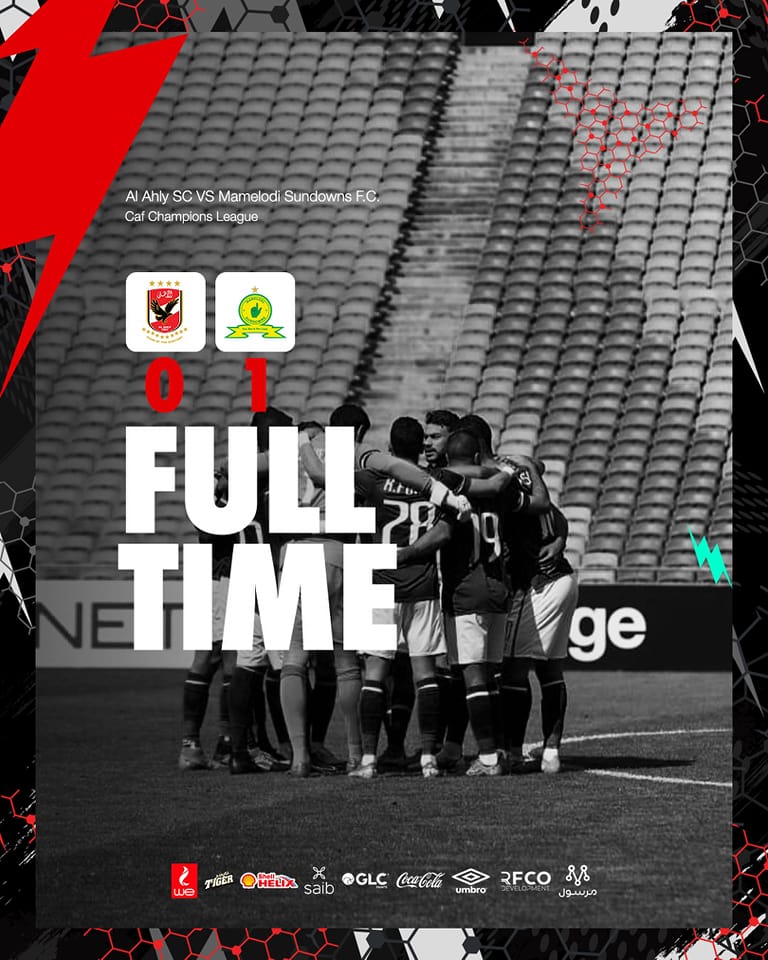 Al Ahly SC VS Mamelodi Sundowns F.C.
Caf Champions League
0 1
FULL
TIME
28
19
NET
ge
we
TIGER
Shell HELIX
saib
GLC
Coca-Cola
umbro
RFCO
DEVELOPMENT
مرسول